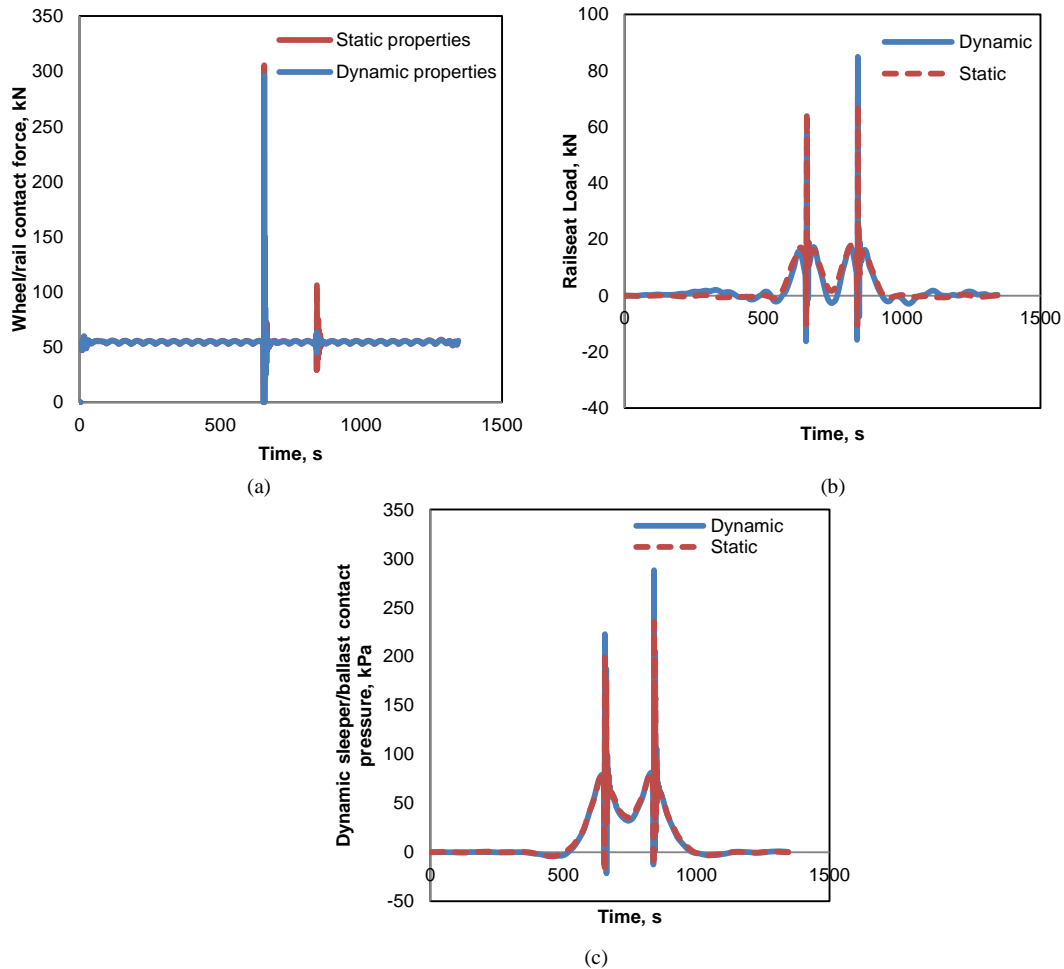 350
300
250
200
150
100
50
0
0
500
1000
1500
Wheel/rail contact force, kN
Time, s
Static properties
Dynamic properties
(a)
100
80
60
40
20
0
-20
-40
0
500
1000
1500
Railseat Load, kN
Time, s
Dynamic
Static
(b)
350
300
250
200
150
100
50
0
-50
0
500
1000
1500
Dynamic sleeper/ballast contact
pressure, kPa
Time, s
Dynamic
Static
(c)